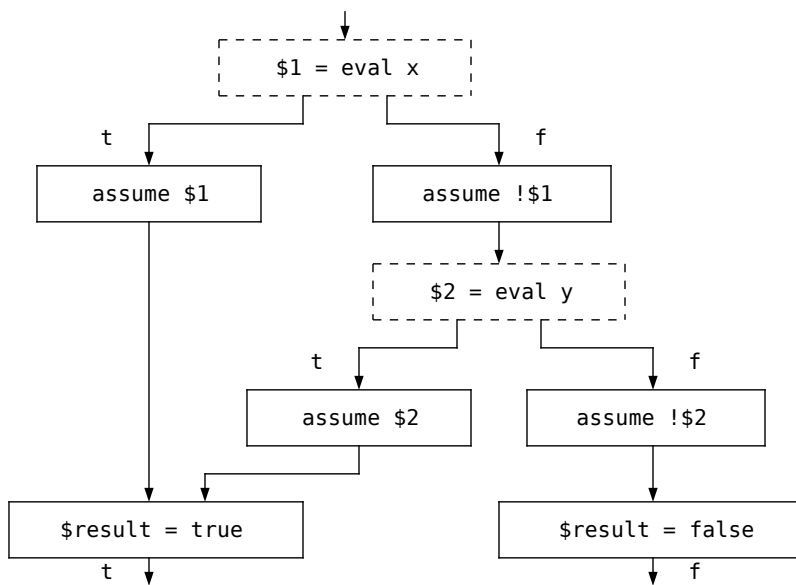 $1 = eval x
t
f
assume $1
assume !$1
$2 = eval y
t
f
assume $2
assume !$2
$result = true
$result = false
t
f